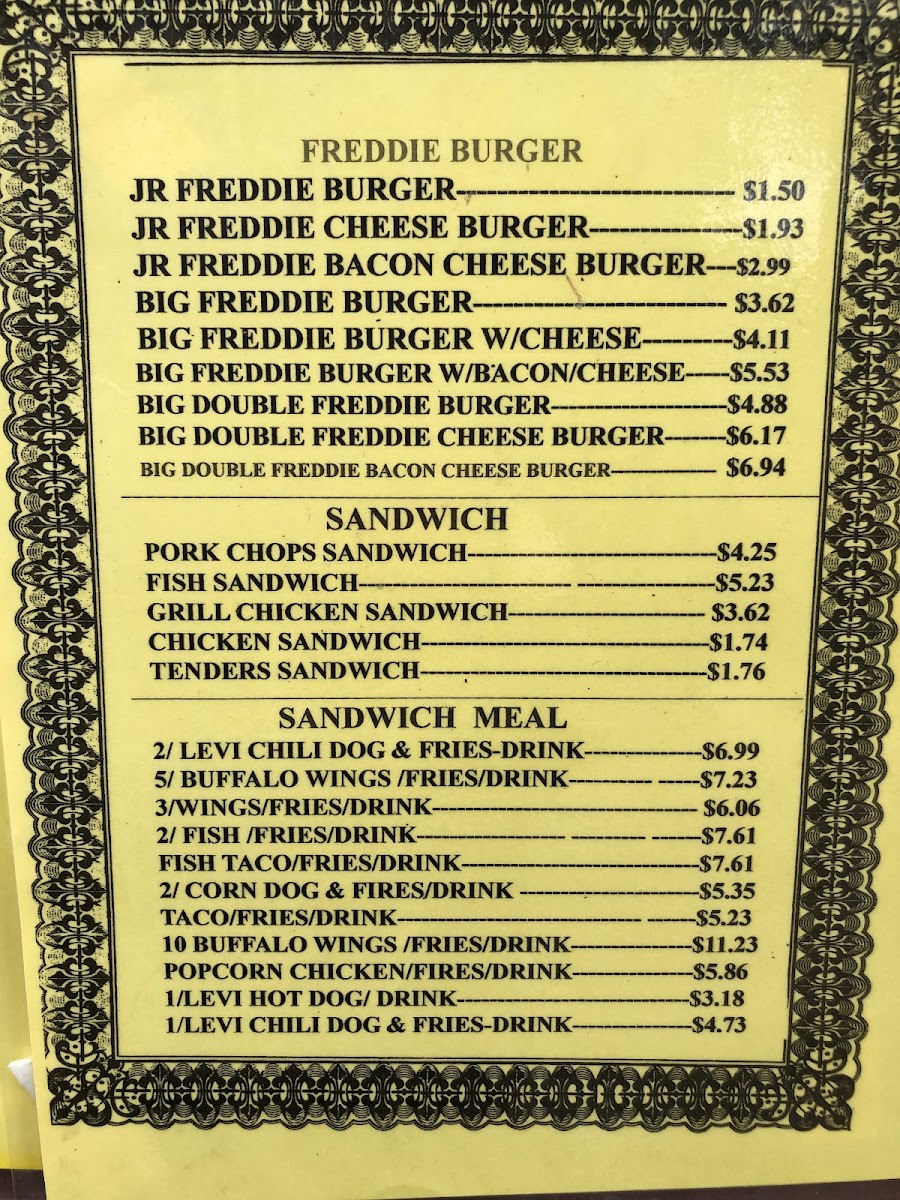 FREDDIE BURGER
JR FREDDIE BURGER-------------------------------- $1.50
JR FREDDIE CHEESE BURGER-----------------$1.93
JR FREDDIE BACON CHEESE BURGER---$2.99
BIG FREDDIE BURGER----------------------------- $3.62
BIG FREDDIE BURGER W/CHEESE----------$4.11
BIG FREDDIE BURGER W/BACON/CHEESE-----$5.53
BIG DOUBLE FREDDIE BURGER---------------------$4.88
BIG DOUBLE FREDDIE CHEESE BURGER-------$6.17
BIG DOUBLE FREDDIE BACON CHEESE BURGER--------------- $6.94
SANDWICH
PORK CHOPS SANDWICH-----------------------------$4.25
FISH SANDWICH------------------------- ----------------$5.23
GRILL CHICKEN SANDWICH----------------------- $3.62
CHICKEN SANDWICH----------------------------------$1.74
TENDERS SANDWICH----------------------------------$1.76
SANDWICH MEAL
2/ LEVI CHILI DOG & FRIES-DRINK--------------$6.99
5/ BUFFALO WINGS /FRIES/DRINK---------- -----$7.23
3/WINGS/FRIES/DRINK-------------------------------- $6.06
2/ FISH /FRIES/DRINK------------------ --------- ------$7.61
FISH TACO/FRIES/DRINK-----------------------------$7.61
2/ CORN DOG & FIRES/DRINK ----------------------$5.35
TACO/FRIES/DRINK------------------------------ ------$5.23
10 BUFFALO WINGS /FRIES/DRINK---------------$11.23
POPCORN CHICKEN/FIRES/DRINK---------------$5.86
1/LEVI HOT DOG/ DRINK-----------------------------$3.18
1/LEVI CHILI DOG & FRIES-DRINK---------------$4.73